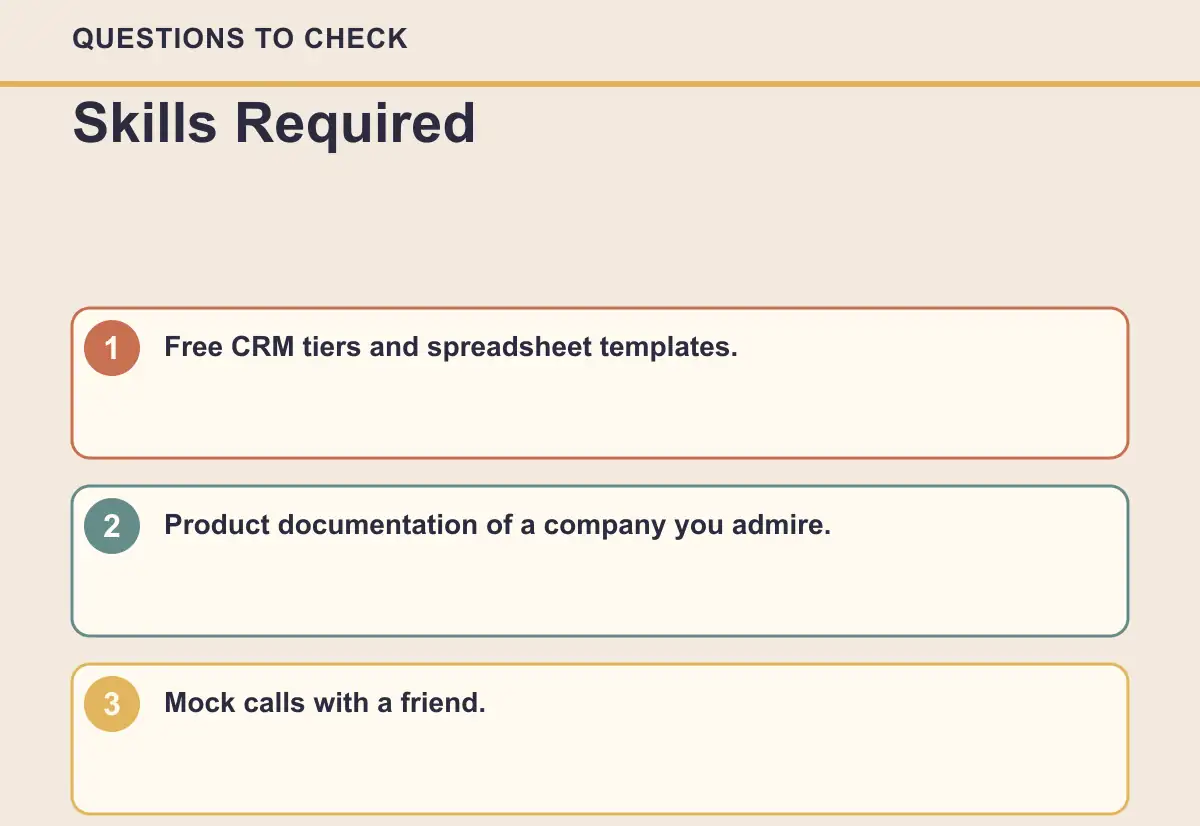 QUESTIONS TO CHECK
Skills Required
1 Free CRM tiers and spreadsheet templates.
2 Product documentation of a company you admire.
3 Mock calls with a friend.